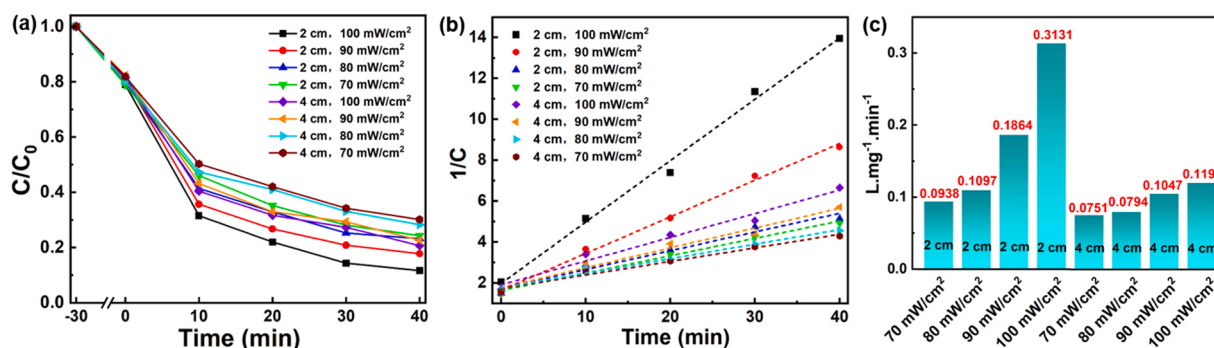 (a)
C/C0
1.0
0.8
0.6
0.4
0.2
0.0
2 cm, 100 mW/cm²
2 cm, 90 mW/cm²
2 cm, 80 mW/cm²
2 cm, 70 mW/cm²
4 cm, 100 mW/cm²
4 cm, 90 mW/cm²
4 cm, 80 mW/cm²
4 cm, 70 mW/cm²
-30 0 10 20 30 40
Time (min)
(b)
1/C
14
12
10
8
6
4
2
2 cm, 100 mW/cm²
2 cm, 90 mW/cm²
2 cm, 80 mW/cm²
2 cm, 70 mW/cm²
4 cm, 100 mW/cm²
4 cm, 90 mW/cm²
4 cm, 80 mW/cm²
4 cm, 70 mW/cm²
0 10 20 30 40
Time (min)
(c)
L.mg⁻¹.min⁻¹
0.3
0.2
0.1
0.0
0.0938 0.1097 0.1864 0.3131 0.0751 0.0794 0.1047 0.119
2 cm 2 cm 2 cm 2 cm 4 cm 4 cm 4 cm 4 cm
70 mW/cm² 80 mW/cm² 90 mW/cm² 100 mW/cm² 70 mW/cm² 80 mW/cm² 90 mW/cm² 100 mW/cm²